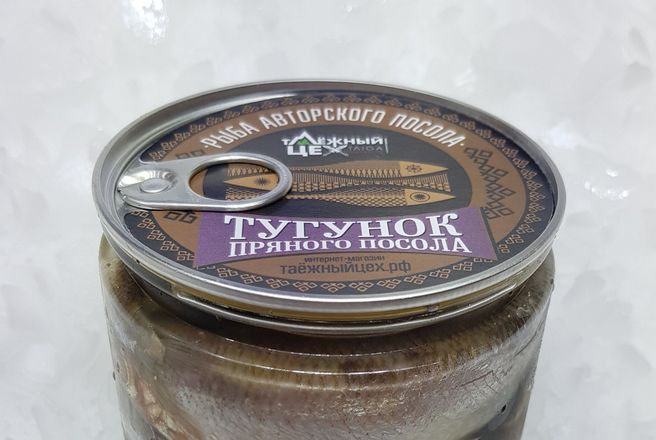 РЫБА АВТОРСКОГО ПОСОЛА
ТАЁЖНЫЙ
ЦЕХ TAIGA
ТУГУНОК
ПРЯНОГО ПОСОЛА
интернет-магазин
таёжныйцех.рф